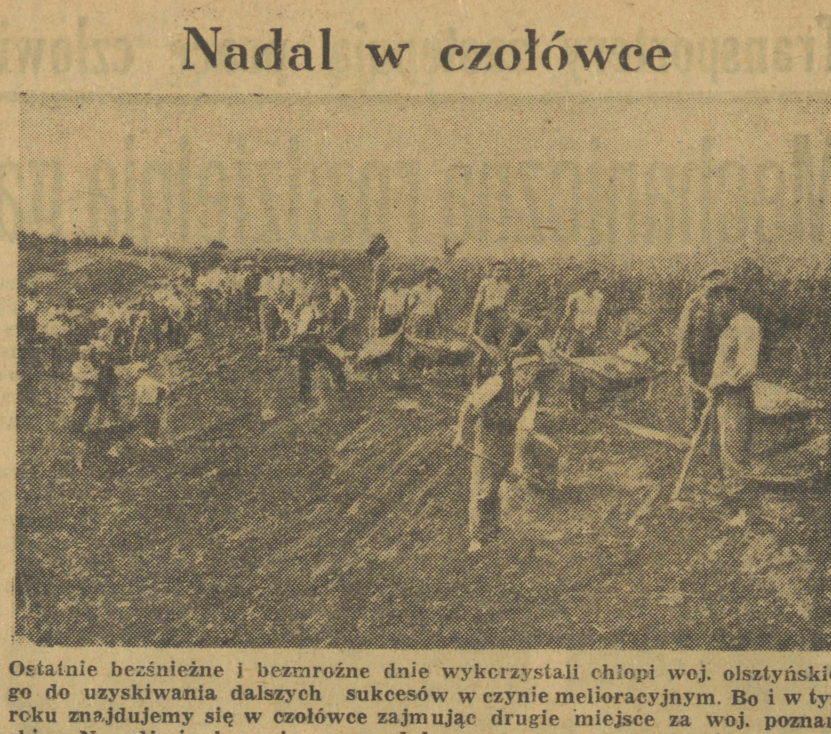 Nadal w czołówce
Ostatnie bezśnieżne i bezmroźne dnie wykorzystali chłopi woj. olsztyńskie
go do uzyskiwania dalszych sukcesów w czynie melioracyjnym. Bo i w ty
roku znajdujemy się w czołówce zajmując drugie miejsce za woj. poznań